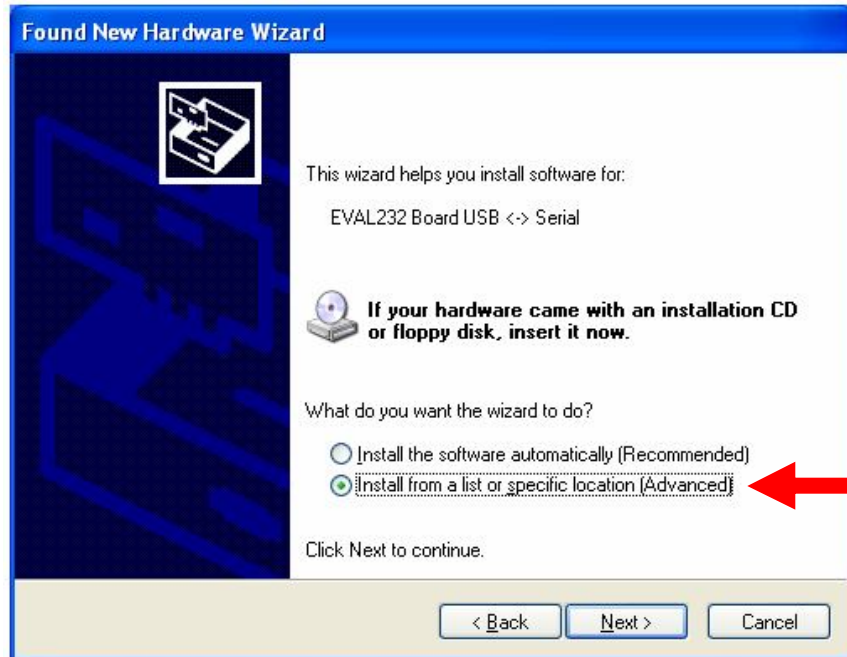 Found New Hardware Wizard
This wizard helps you install software for:
EVAL232 Board USB <-> Serial
If your hardware came with an installation CD
or floppy disk, insert it now.
What do you want the wizard to do?
Install the software automatically (Recommended)
Install from a list or specific location (Advanced)
Click Next to continue.
< Back Next > Cancel